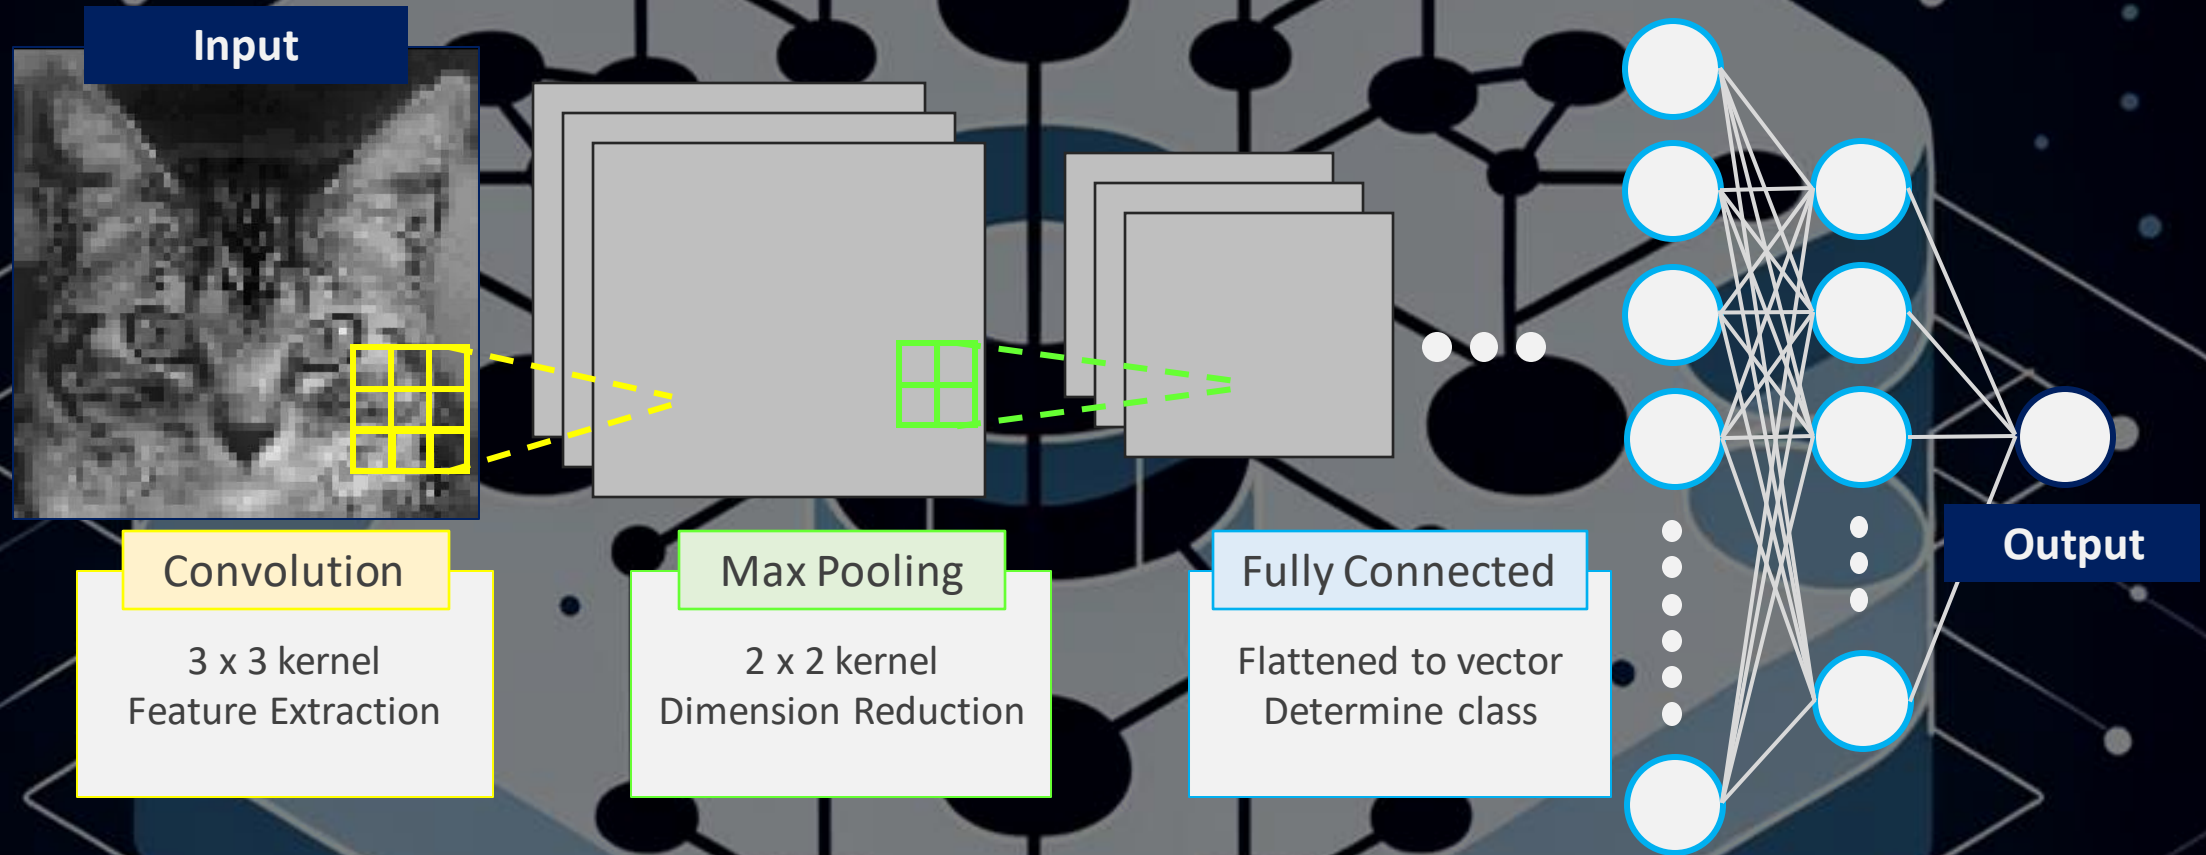 Input
Convolution
3 x 3 kernel
Feature Extraction
Max Pooling
2 x 2 kernel
Dimension Reduction
Fully Connected
Flattened to vector
Determine class
Output